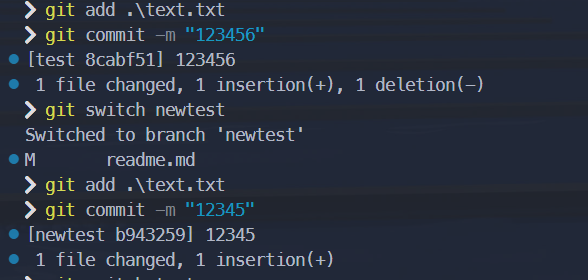 ❯ git add .\text.txt
❯ git commit -m "123456"
[test 8cabf51] 123456
1 file changed, 1 insertion(+), 1 deletion(-)
❯ git switch newtest
Switched to branch 'newtest'
M       readme.md
❯ git add .\text.txt
❯ git commit -m "12345"
[newtest b943259] 12345
1 file changed, 1 insertion(+)